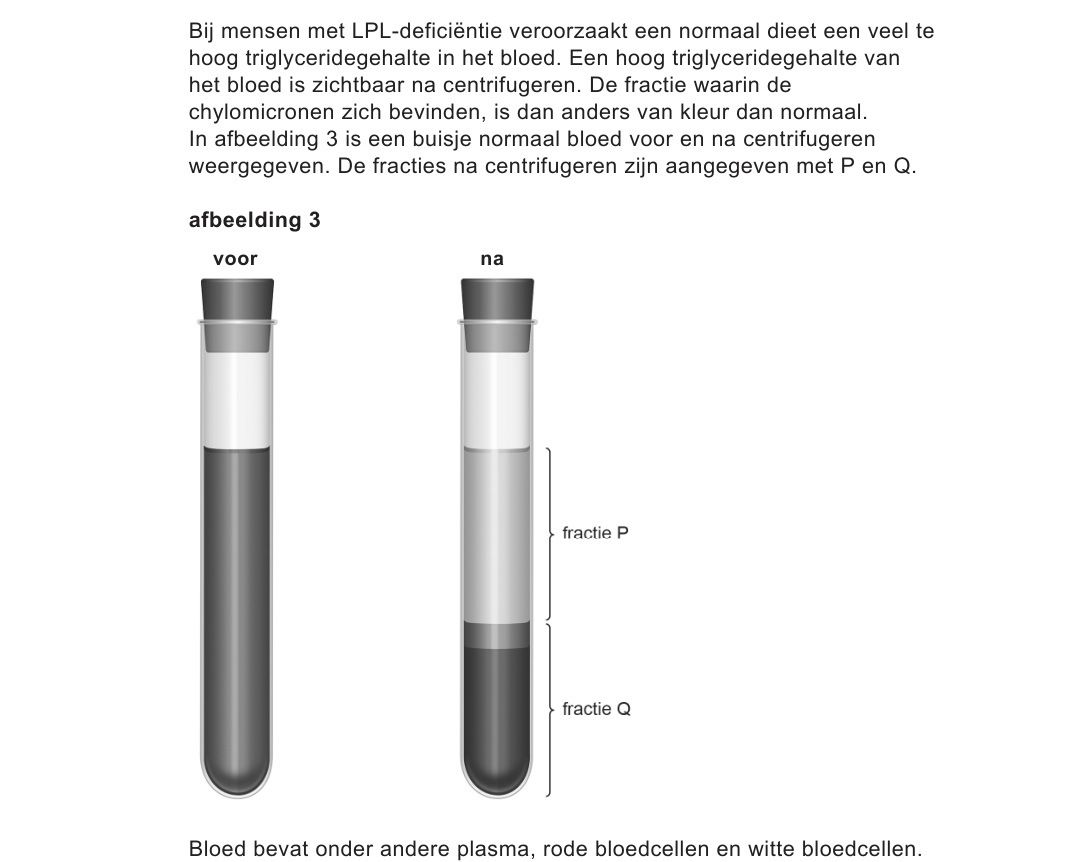 Bij mensen met LPL-deficiëntie veroorzaakt een normaal dieet een veel te
hoog triglyceridegehalte in het bloed. Een hoog triglyceridegehalte van
het bloed is zichtbaar na centrifugeren. De fractie waarin de
chylomicronen zich bevinden, is dan anders van kleur dan normaal.
In afbeelding 3 is een buisje normaal bloed voor en na centrifugeren
weergegeven. De fracties na centrifugeren zijn aangegeven met P en Q.
afbeelding 3
voor
na
fractie P
fractie Q
Bloed bevat onder andere plasma, rode bloedcellen en witte bloedcellen.